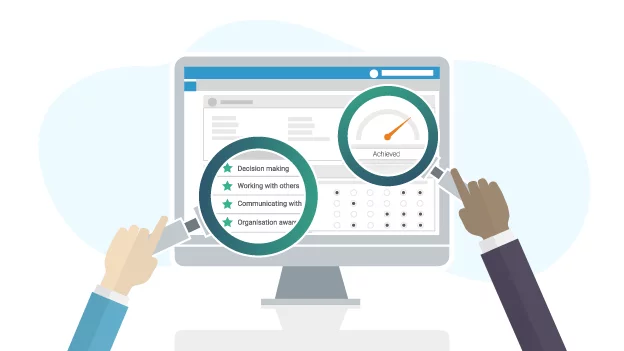 Achieved
Decision making
Working with others
Communicating with
Organisation awar